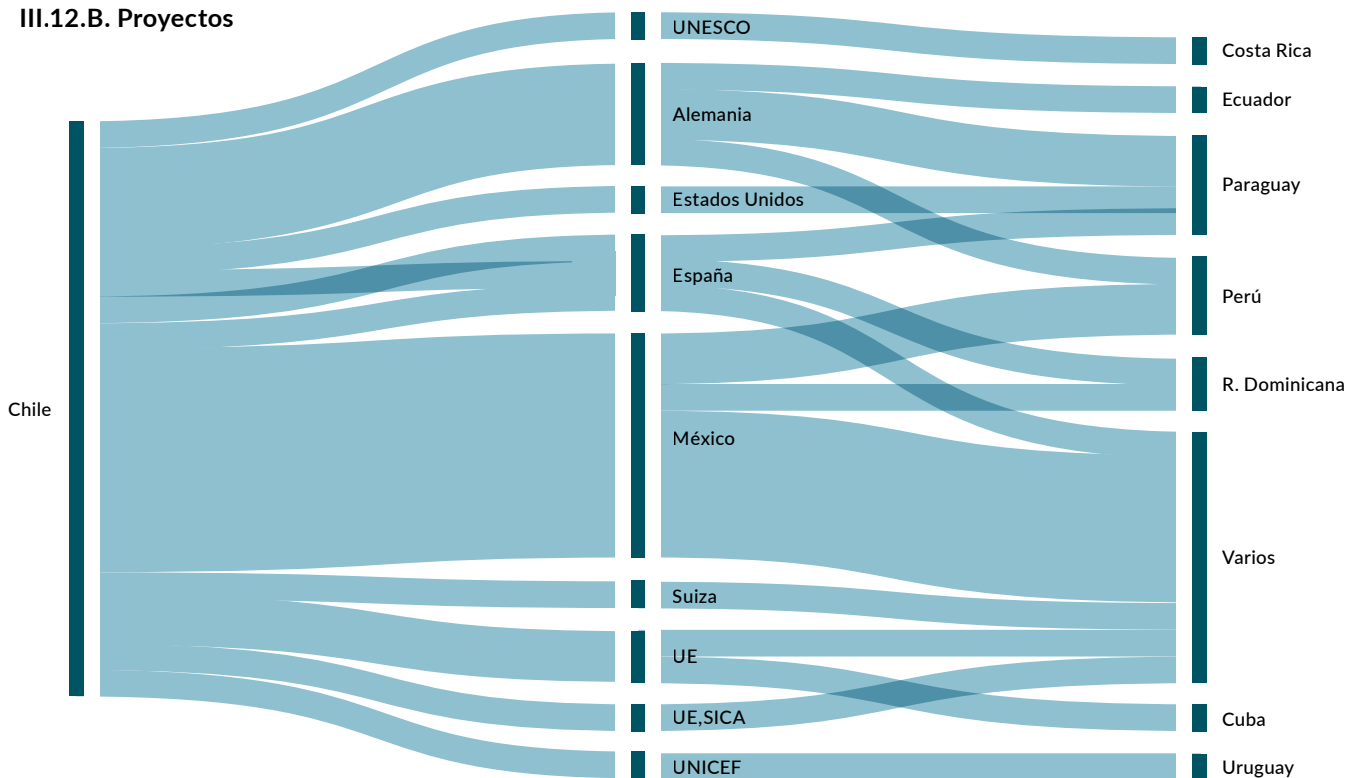 III.12.B. Proyectos
Chile
UNESCO
Alemania
Estados Unidos
España
México
Suiza
UE
UE,SICA
UNICEF
Costa Rica
Ecuador
Paraguay
Perú
R. Dominicana
Varios
Cuba
Uruguay